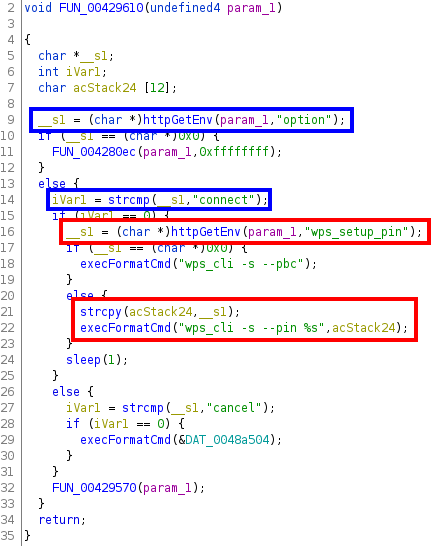 2 void FUN_00429610(undefined4 param_1)
3
4 {
5 char *__s1;
6 int iVar1;
7 char acStack24 [12];
8
9 __s1 = (char *)httpGetEnv(param_1,"option");
10 if (__s1 == (char *)0x0) {
11 FUN_004280ec(param_1,0xffffffff);
12 }
13 else {
14 iVar1 = strcmp(__s1,"connect");
15 if (iVar1 == 0) {
16 __s1 = (char *)httpGetEnv(param_1,"wps_setup_pin");
17 if (__s1 == (char *)0x0) {
18 execFormatCmd("wps_cli -s --pbc");
19 }
20 else {
21 strcpy(acStack24,__s1);
22 execFormatCmd("wps_cli -s --pin %s",acStack24);
23 }
24 sleep(1);
25 }
26 else {
27 iVar1 = strcmp(__s1,"cancel");
28 if (iVar1 == 0) {
29 execFormatCmd(&DAT_0048a504);
30 }
31 }
32 FUN_00429570(param_1);
33 }
34 return;
35 }